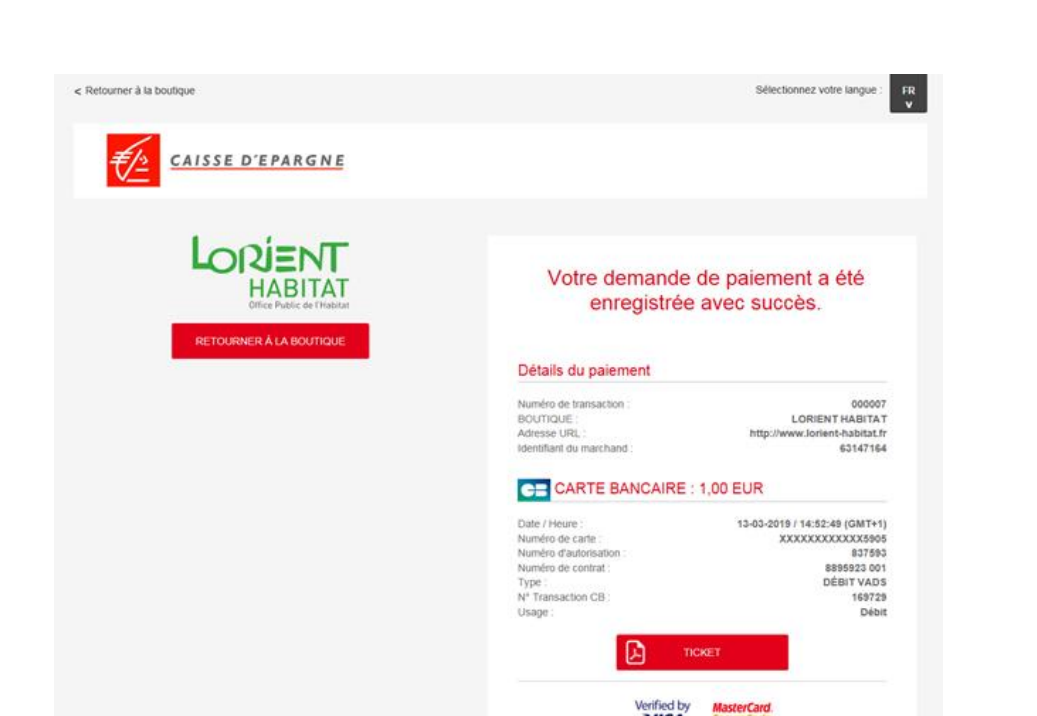 < Retourner à la boutique
Sélectionnez votre langue :
FR
CAISSE D'EPARGNE
LORIENT
HABITAT
Office Public de l'Habitat
RETOURNER À LA BOUTIQUE
Votre demande de paiement a été
enregistrée avec succès.
Détails du paiement
Numéro de transaction : 000007
BOUTIQUE : LORIENT HABITAT
Adresse URL : http://www.lorient-habitat.fr
Identifiant du marchand : 63147164
CB CARTE BANCAIRE : 1,00 EUR
Date / Heure : 13-03-2019 / 14:52:49 (GMT+1)
Numéro de carte : XXXXXXXXXXXX5905
Numéro d'autorisation : 837593
Numéro de contrat : 8895923 001
Type : DÉBIT VADS
N° Transaction CB : 169729
Usage : Débit
TICKET
Verified by MasterCard.
VISA